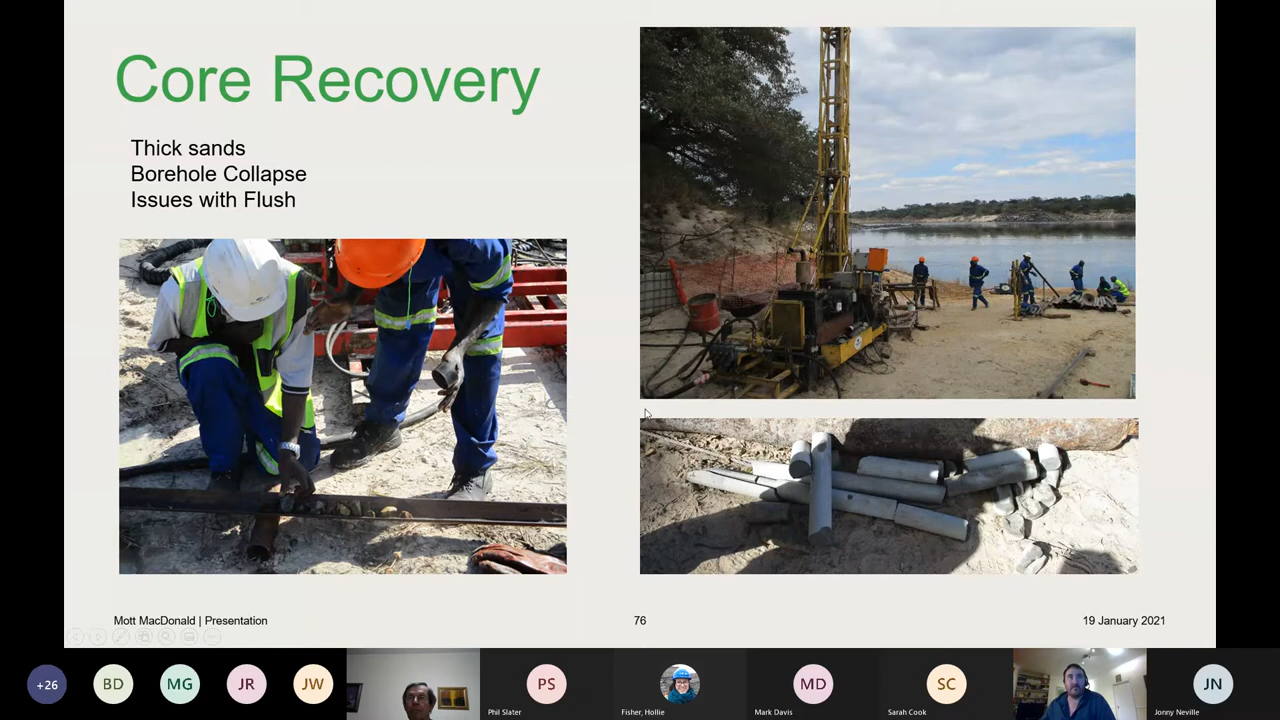 Core Recovery
Thick sands
Borehole Collapse
Issues with Flush
Mott MacDonald | Presentation
76
19 January 2021
+26
BD
MG
JR
JW
PS
MD
SC
JN
Phil Slater
Fisher, Hollie
Mark Davis
Sarah Cook
Jonny Neville